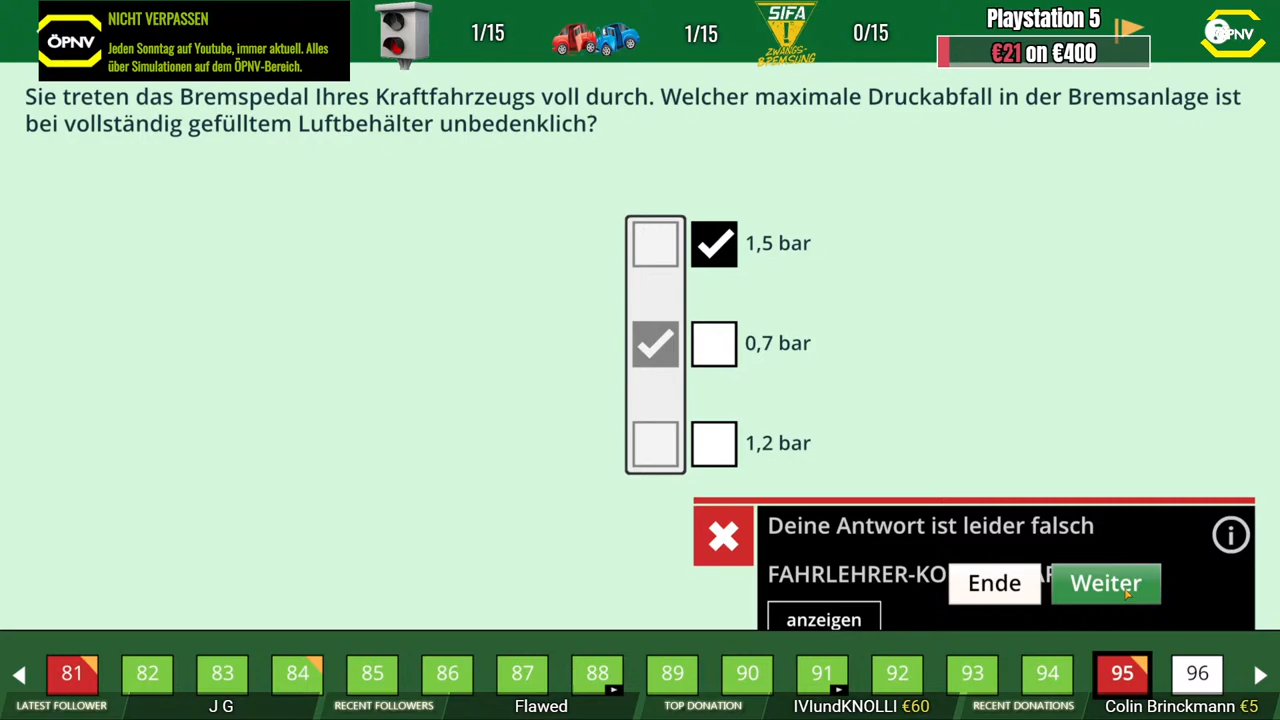 ÖPNV
NICHT VERPASSEN
Jeden Sonntag auf Youtube, immer aktuell. Alles
über Simulationen auf dem ÖPNV-Bereich.
1/15
1/15
SIFA
ZWANGS-
BREMSUNG
0/15
Playstation 5
€21 on €400
ÖPNV
Sie treten das Bremspedal Ihres Kraftfahrzeugs voll durch. Welcher maximale Druckabfall in der Bremsanlage ist
bei vollständig gefülltem Luftbehälter unbedenklich?
1,5 bar
0,7 bar
1,2 bar
Deine Antwort ist leider falsch
FAHRLEHRER-KO
Ende
Weiter
anzeigen
81 82 83 84 85 86 87 88 89 90 91 92 93 94 95 96
LATEST FOLLOWER J G RECENT FOLLOWERS Flawed TOP DONATION IVIundKNOLLI €60 RECENT DONATIONS Colin Brinckmann €5